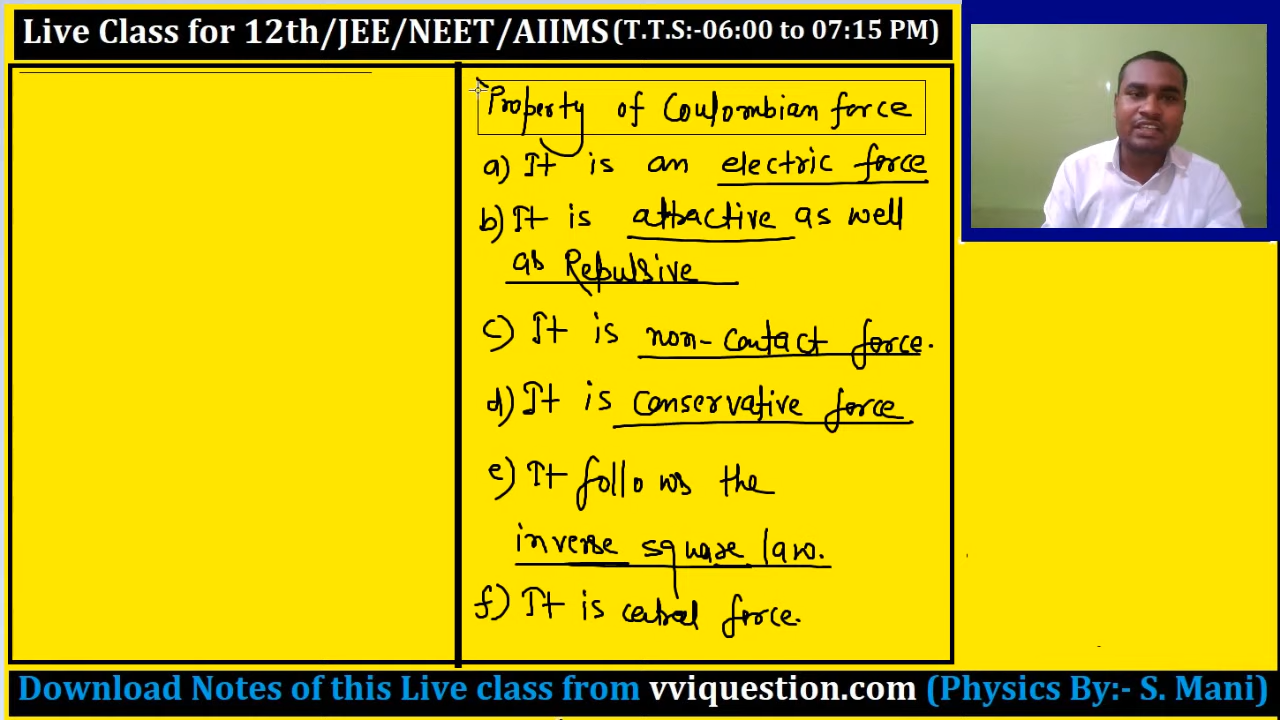 Live Class for 12th/JEE/NEET/AIIMS(T.T.S:-06:00 to 07:15 PM)
Property of Coulombian force
a) It is an electric force
b) It is attractive as well
as Repulsive
c) It is non-contact force.
d) It is conservative force
e) It follows the
inverse square law.
f) It is central force.
Download Notes of this Live class from vviquestion.com (Physics By:- S. Mani)